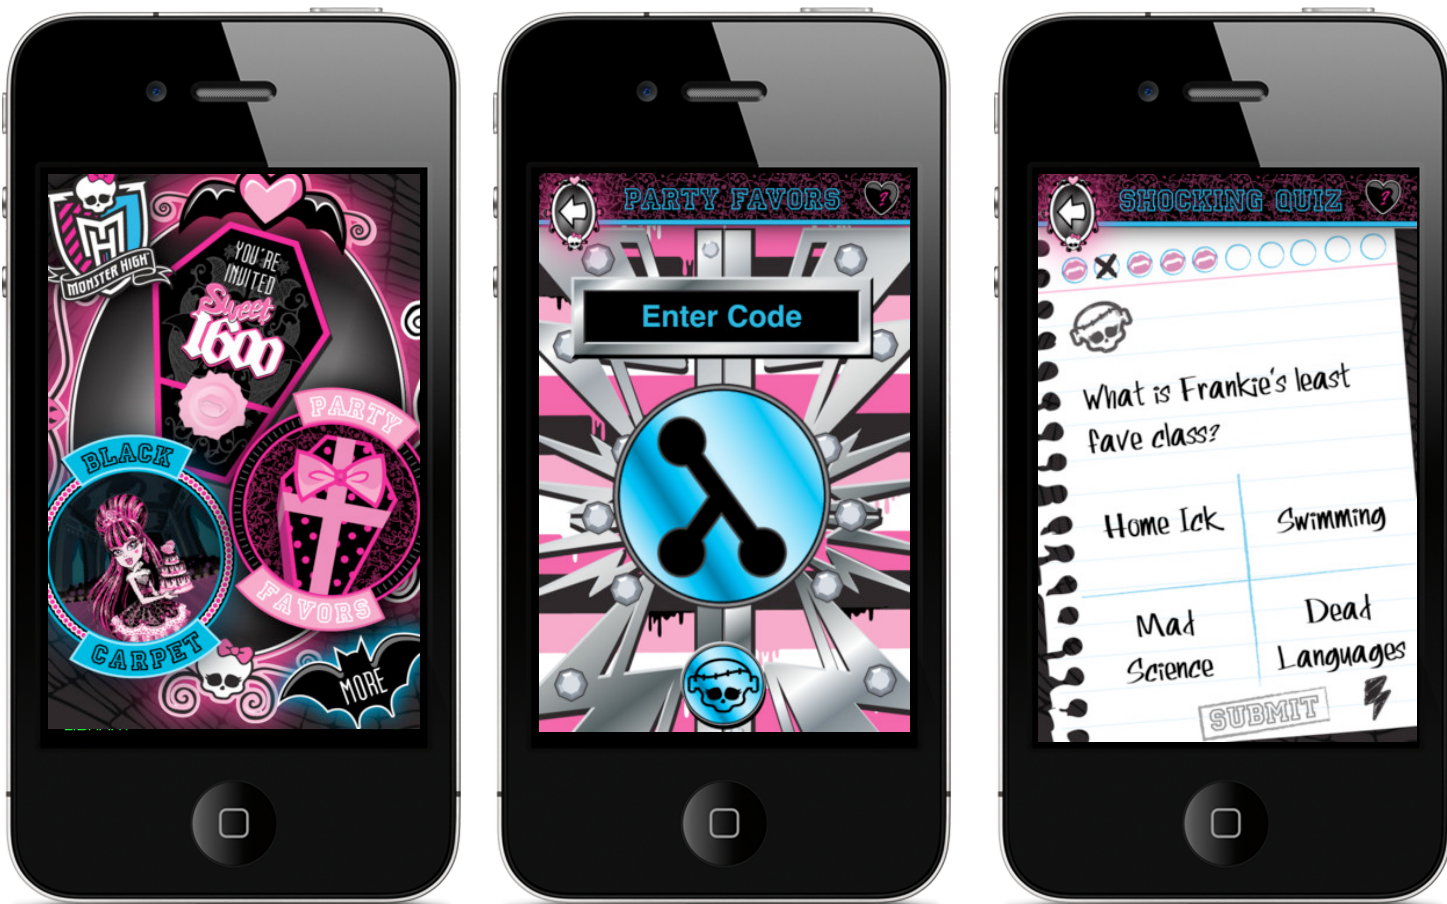 MONSTER HIGH
YOU'RE
INVITED
Sweet
1600
PARTY
FAVORS
BLACK
CARPET
MORE
PARTY FAVORS
Enter Code
SHOCKING QUIZ
What is Frankie's least
fave class?
Home Ick
Swimming
Mad
Science
Dead
Languages
SUBMIT